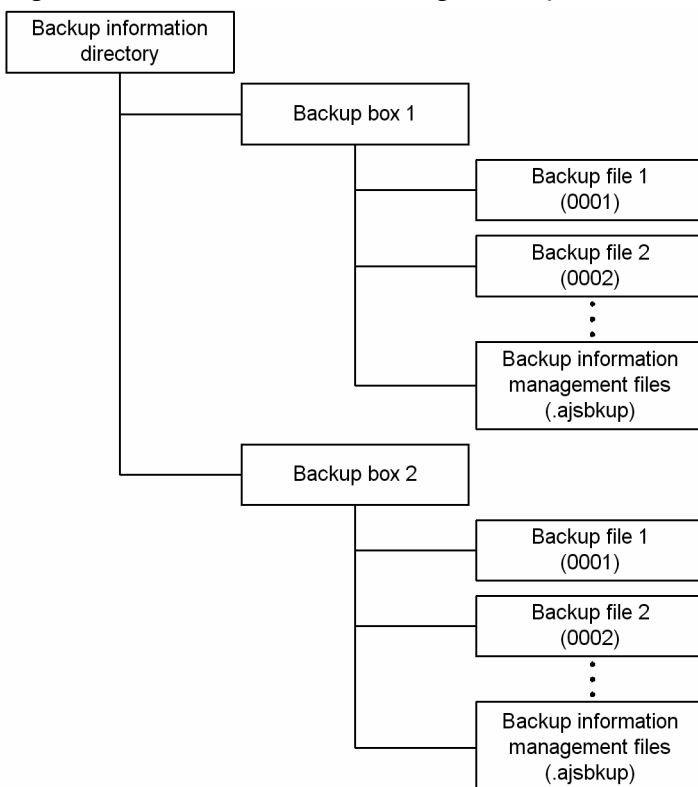 Backup information
directory
Backup box 1
Backup file 1
(0001)
Backup file 2
(0002)
Backup information
management files
(.ajsbkup)
Backup box 2
Backup file 1
(0001)
Backup file 2
(0002)
Backup information
management files
(.ajsbkup)